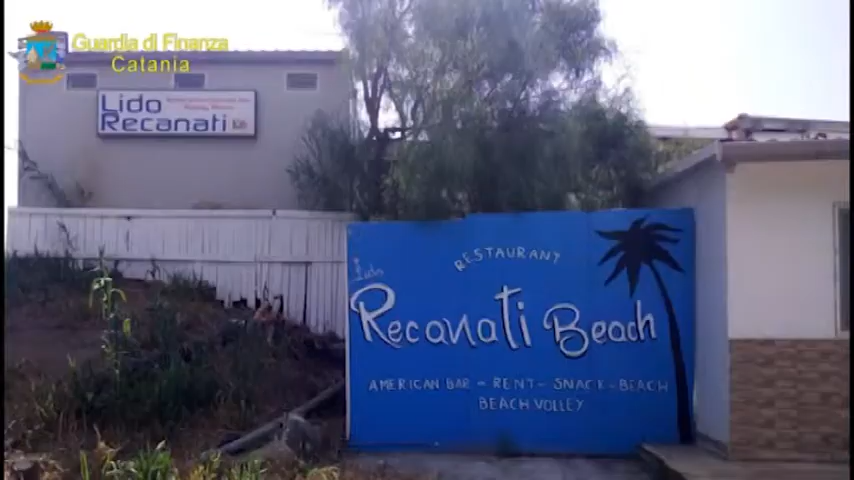 Guardia di Finanza
Catania
Lido
Recanati
Lido
RESTAURANT
Recanati Beach
AMERICAN BAR - RENT - SNACK - BEACH
BEACH VOLLEY